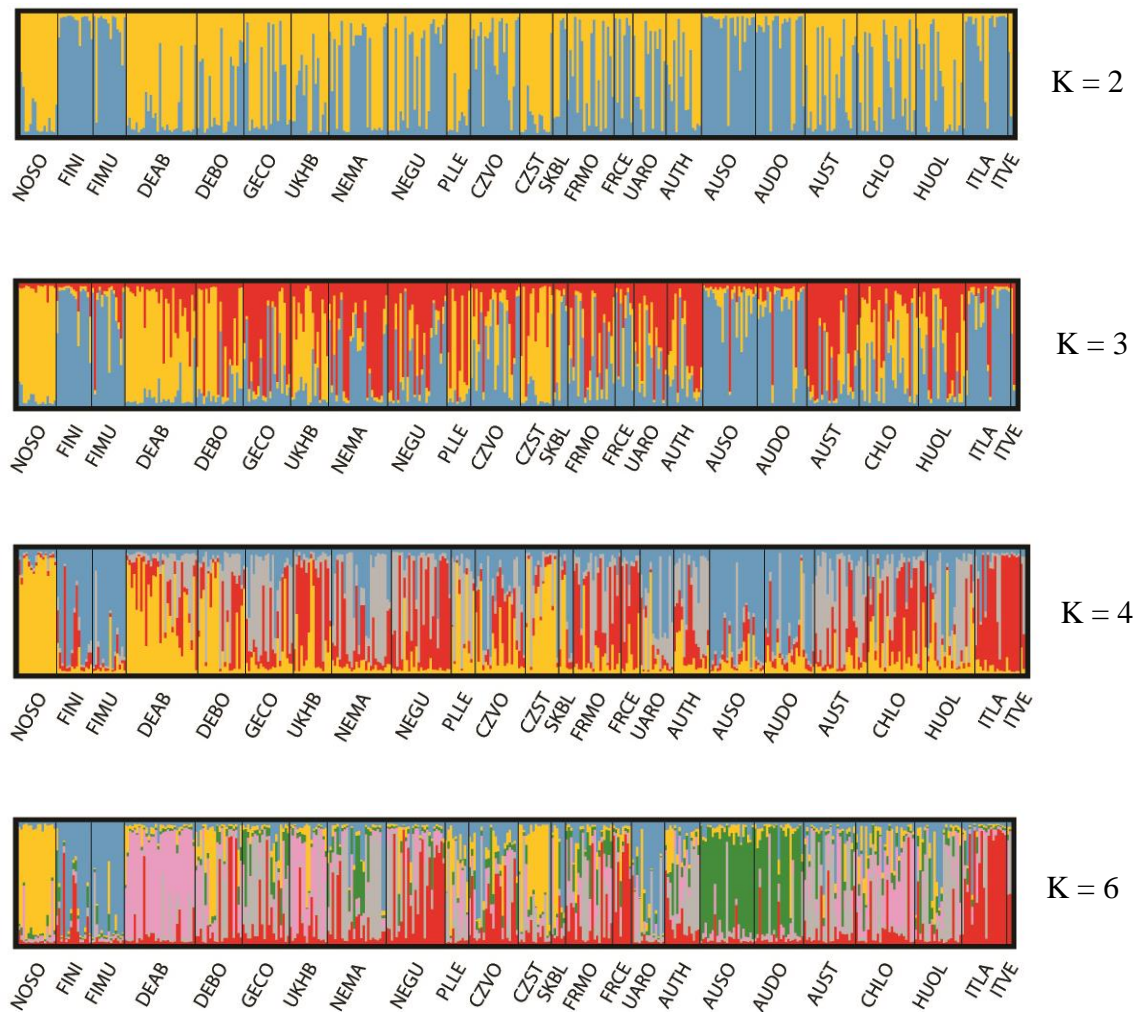 K = 2
NOSO FINI FIMU DEAB DEBO GECO UKHB NEMA NEGU PLLE CZVO CZST SKBL FRMO FRCE UARO AUTH AUSO AUDO AUST CHLO HUOL ITLA ITVE
K = 3
NOSO FINI FIMU DEAB DEBO GECO UKHB NEMA NEGU PLLE CZVO CZST SKBL FRMO FRCE UARO AUTH AUSO AUDO AUST CHLO HUOL ITLA ITVE
K = 4
NOSO FINI FIMU DEAB DEBO GECO UKHB NEMA NEGU PLLE CZVO CZST SKBL FRMO FRCE UARO AUTH AUSO AUDO AUST CHLO HUOL ITLA ITVE
K = 6
NOSO FINI FIMU DEAB DEBO GECO UKHB NEMA NEGU PLLE CZVO CZST SKBL FRMO FRCE UARO AUTH AUSO AUDO AUST CHLO HUOL ITLA ITVE